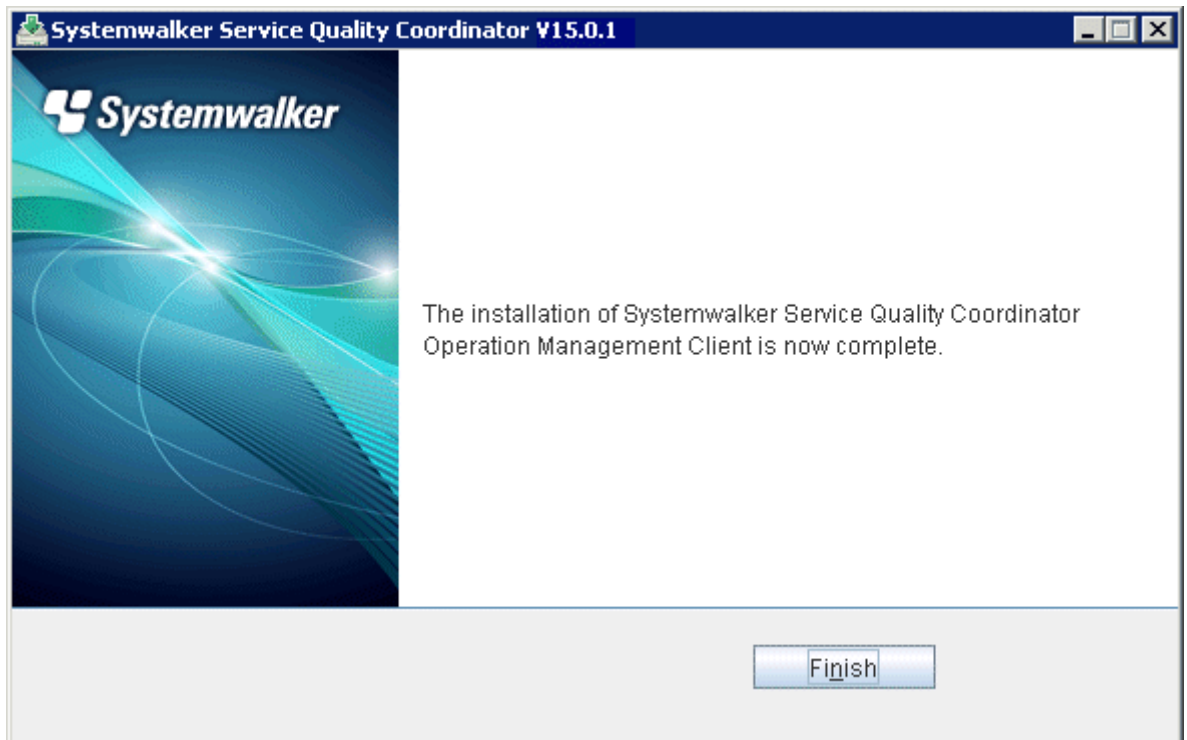 Systemwalker Service Quality Coordinator V15.0.1
Systemwalker
The installation of Systemwalker Service Quality Coordinator
Operation Management Client is now complete.
Finish